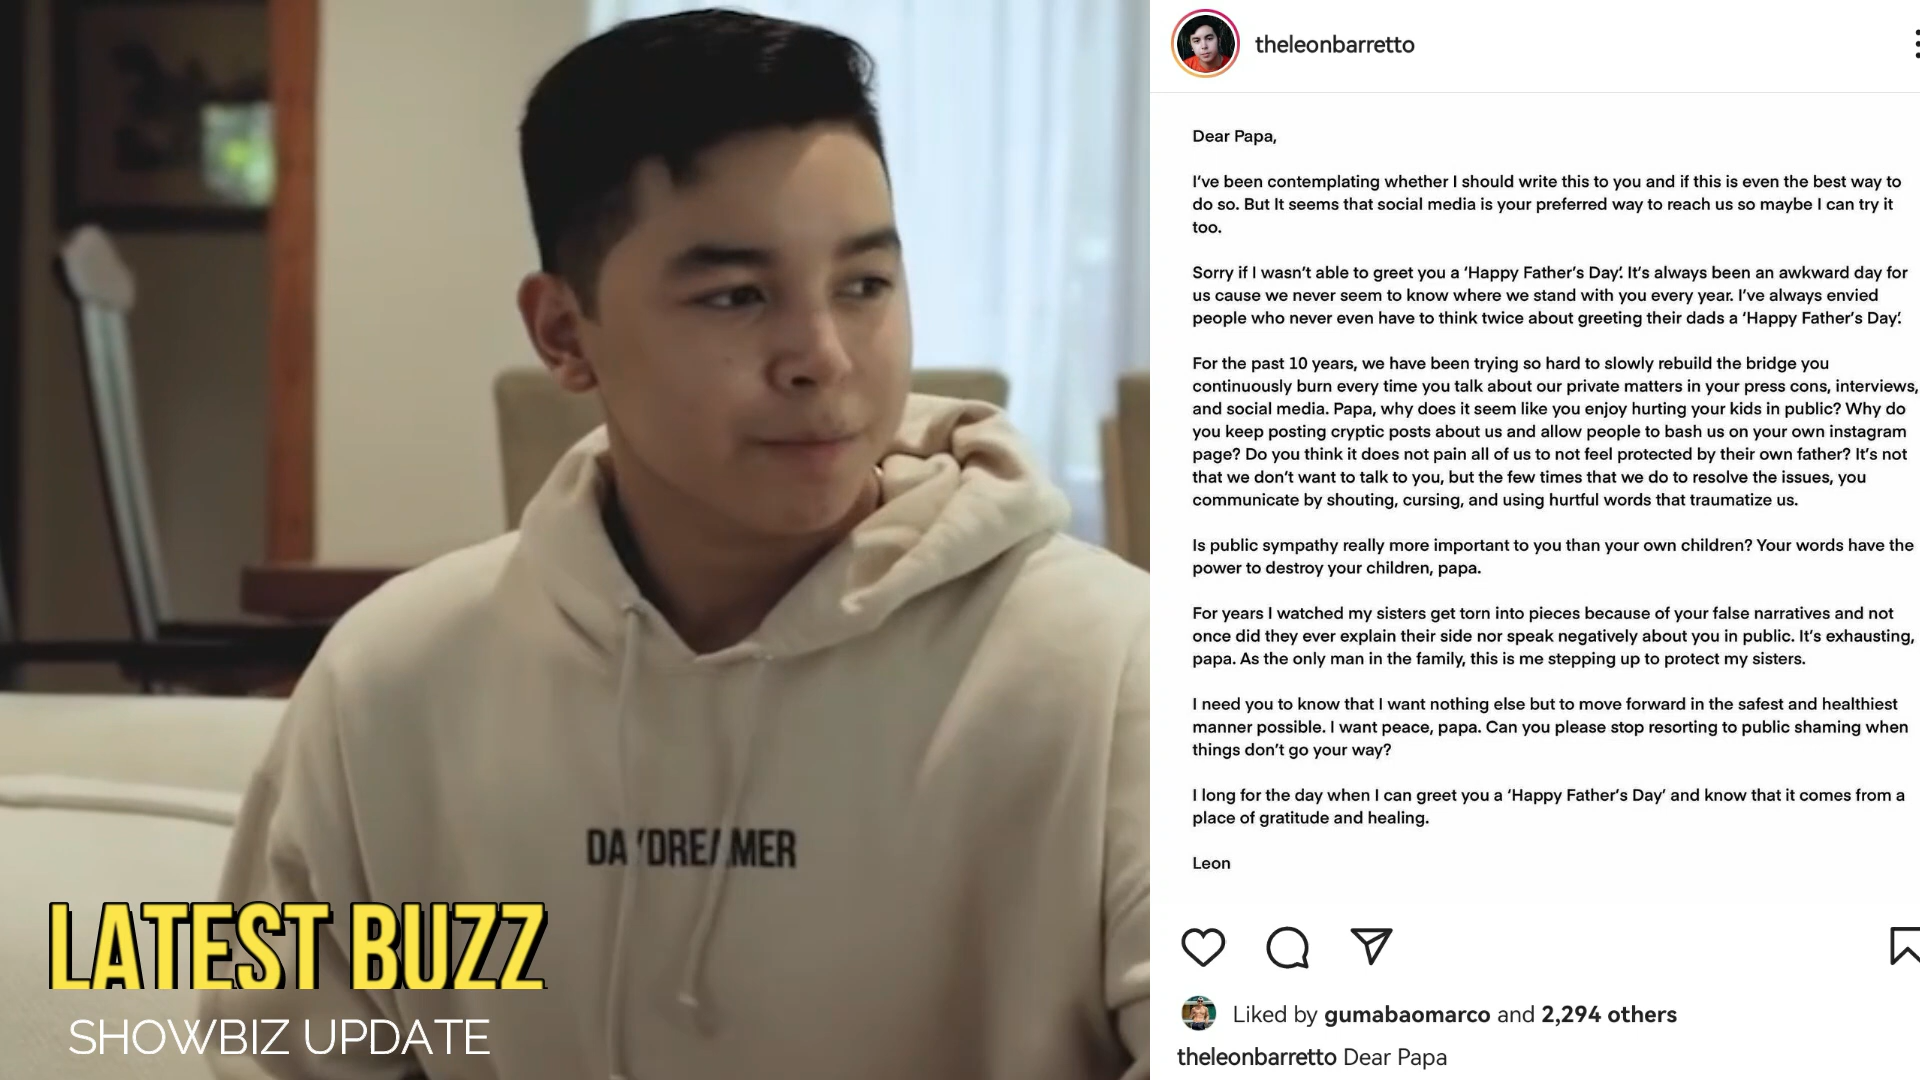 DAYDREAMER
LATEST BUZZ
SHOWBIZ UPDATE
theleonbarretto
Dear Papa,
I've been contemplating whether I should write this to you and if this is even the best way to
do so. But It seems that social media is your preferred way to reach us so maybe I can try it
too.
Sorry if I wasn't able to greet you a 'Happy Father's Day'. It's always been an awkward day for
us cause we never seem to know where we stand with you every year. I've always envied
people who never even have to think twice about greeting their dads a 'Happy Father's Day'.
For the past 10 years, we have been trying so hard to slowly rebuild the bridge you
continuously burn every time you talk about our private matters in your press cons, interviews,
and social media. Papa, why does it seem like you enjoy hurting your kids in public? Why do
you keep posting cryptic posts about us and allow people to bash us on your own instagram
page? Do you think it does not pain all of us to not feel protected by their own father? It's not
that we don't want to talk to you, but the few times that we do to resolve the issues, you
communicate by shouting, cursing, and using hurtful words that traumatize us.
Is public sympathy really more important to you than your own children? Your words have the
power to destroy your children, papa.
For years I watched my sisters get torn into pieces because of your false narratives and not
once did they ever explain their side nor speak negatively about you in public. It's exhausting,
papa. As the only man in the family, this is me stepping up to protect my sisters.
I need you to know that I want nothing else but to move forward in the safest and healthiest
manner possible. I want peace, papa. Can you please stop resorting to public shaming when
things don't go your way?
I long for the day when I can greet you a 'Happy Father's Day' and know that it comes from a
place of gratitude and healing.
Leon
Liked by gumabaomarco and 2,294 others
theleonbarretto Dear Papa